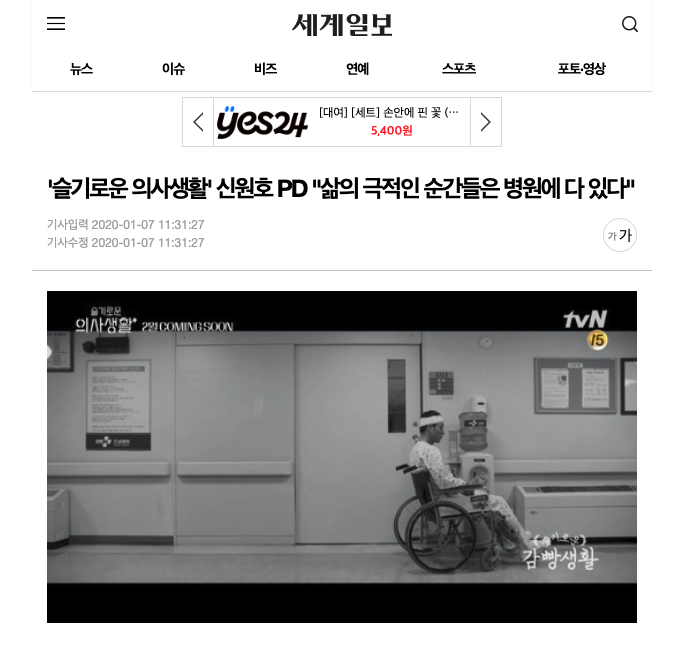 세계일보
뉴스 이슈 비즈 연예 스포츠 포토·영상
yes24
[대여] [세트] 손안에 핀 꽃 (…
5,400원
'슬기로운 의사생활' 신원호 PD "삶의 극적인 순간들은 병원에 다 있다"
기사입력 2020-01-07 11:31:27
기사수정 2020-01-07 11:31:27
가 가
슬기로운
의사생활 2월 COMING SOON
tvN
15
슬기로운
감빵생활